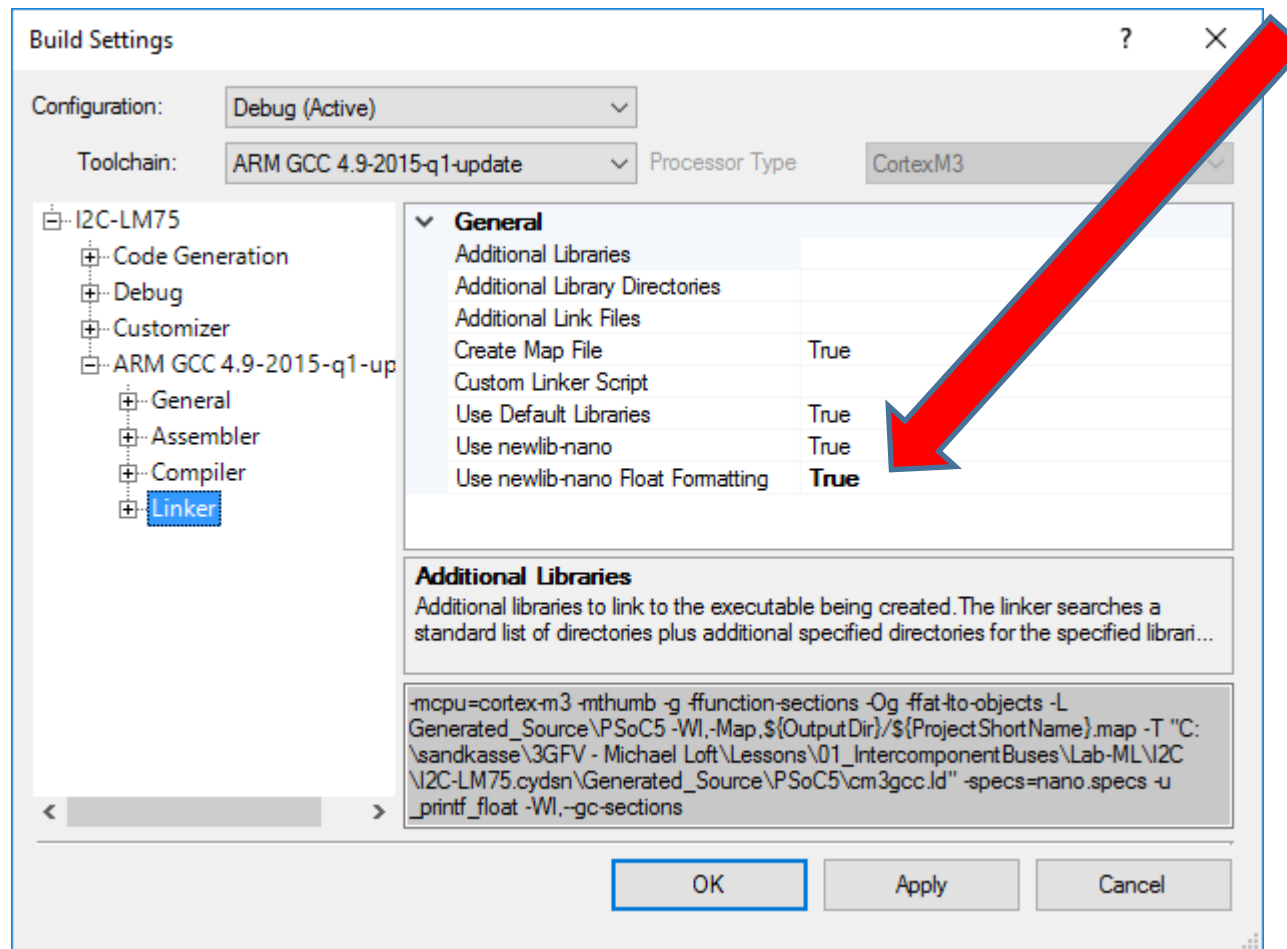 Build Settings
?
Configuration:
Debug (Active)
Toolchain:
ARM GCC 4.9-2015-q1-update
Processor Type
CortexM3
I2C-LM75
Code Generation
Debug
Customizer
ARM GCC 4.9-2015-q1-up
General
Assembler
Compiler
Linker
General
Additional Libraries
Additional Library Directories
Additional Link Files
Create Map File True
Custom Linker Script
Use Default Libraries True
Use newlib-nano True
Use newlib-nano Float Formatting True
Additional Libraries
Additional libraries to link to the executable being created.The linker searches a
standard list of directories plus additional specified directories for the specified librari...
-mcpu=cortex-m3 -mthumb -g -ffunction-sections -Og -ffat-lto-objects -L
Generated_Source\PSoC5 -Wl,-Map,${OutputDir}/${ProjectShortName}.map -T "C:
\sandkasse\3GFV - Michael Loft\Lessons\01_IntercomponentBuses\Lab-ML\I2C
\I2C-LM75.cydsn\Generated_Source\PSoC5\cm3gcc.ld" -specs=nano.specs -u
_printf_float -Wl,--gc-sections
OK
Apply
Cancel